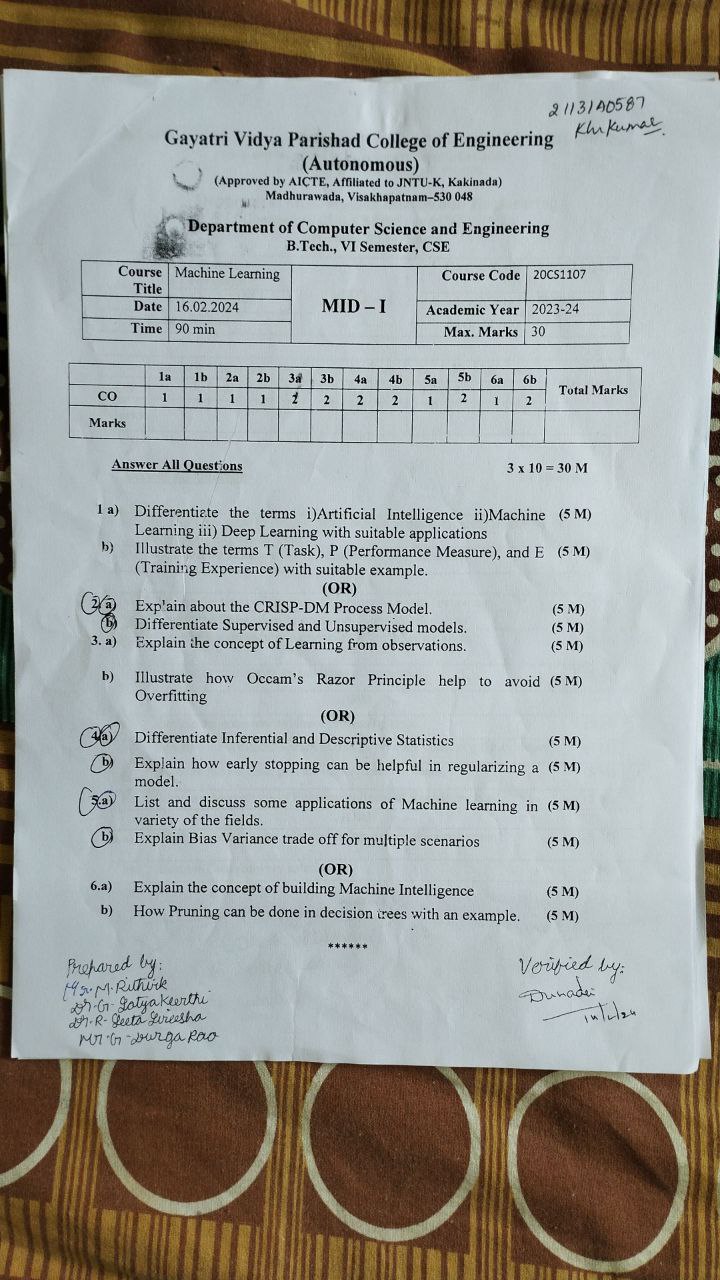 21131A0587
Gayatri Vidya Parishad College of Engineering
(Autonomous)
(Approved by AICTE, Affiliated to JNTU-K, Kakinada)
Madhurawada, Visakhapatnam–530 048
Department of Computer Science and Engineering
B.Tech., VI Semester, CSE
Course Title Machine Learning MID – I Course Code 20CS1107
Date 16.02.2024 Academic Year 2023-24
Time 90 min Max. Marks 30
1a 1b 2a 2b 3a 3b 4a 4b 5a 5b 6a 6b Total Marks
CO 1 1 1 1 2 2 2 2 1 2 1 2
Marks
Answer All Questions 3 x 10 = 30 M
1 a) Differentiate the terms i)Artificial Intelligence ii)Machine (5 M)
Learning iii) Deep Learning with suitable applications
b) Illustrate the terms T (Task), P (Performance Measure), and E (5 M)
(Training Experience) with suitable example.
(OR)
2 a) Explain about the CRISP-DM Process Model. (5 M)
b) Differentiate Supervised and Unsupervised models. (5 M)
3. a) Explain the concept of Learning from observations. (5 M)
b) Illustrate how Occam's Razor Principle help to avoid (5 M)
Overfitting
(OR)
4a) Differentiate Inferential and Descriptive Statistics (5 M)
b) Explain how early stopping can be helpful in regularizing a (5 M)
model.
5.a) List and discuss some applications of Machine learning in (5 M)
variety of the fields.
b) Explain Bias Variance trade off for multiple scenarios (5 M)
(OR)
6.a) Explain the concept of building Machine Intelligence (5 M)
b) How Pruning can be done in decision trees with an example. (5 M)
******
Prepared by:
M. Ruthvik
Dr. G. Satya Keerthi
Dr. R. Seeta Sireesha
Mr. G. Durga Rao
Verified by: